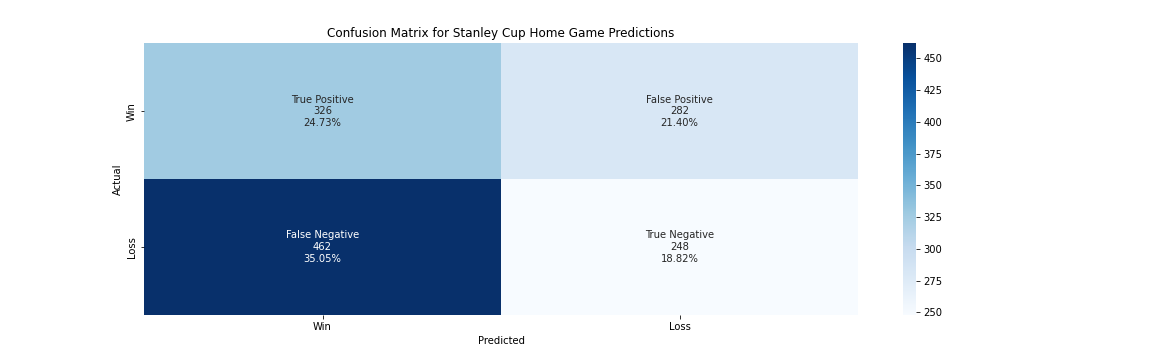 Confusion Matrix for Stanley Cup Home Game Predictions
True Positive
326
24.73%
False Positive
282
21.40%
False Negative
462
35.05%
True Negative
248
18.82%
Win
Loss
Actual
Win
Loss
Predicted
450
425
400
375
350
325
300
275
250